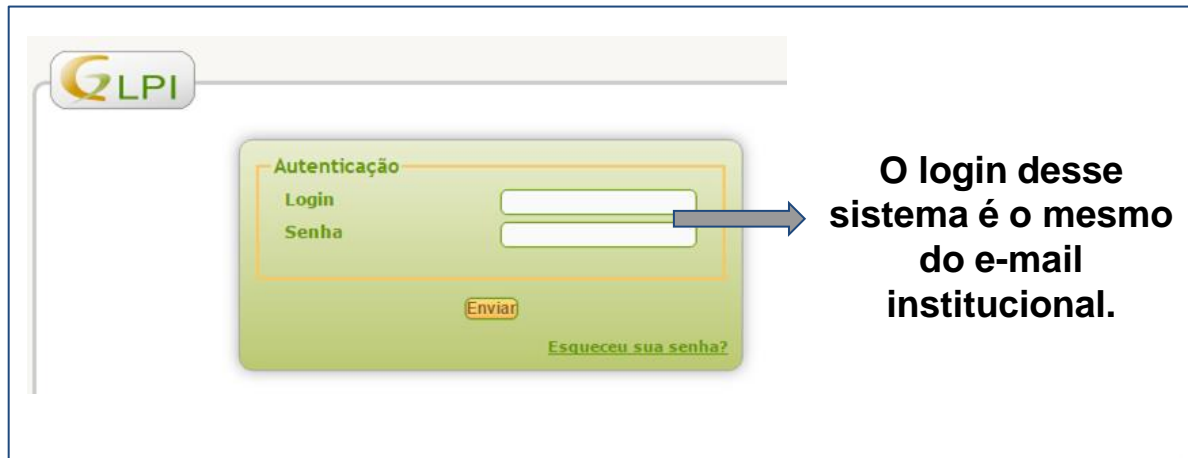 GLPI
Autenticação
Login
Senha
Enviar
Esqueceu sua senha?
O login desse
sistema é o mesmo
do e-mail
institucional.